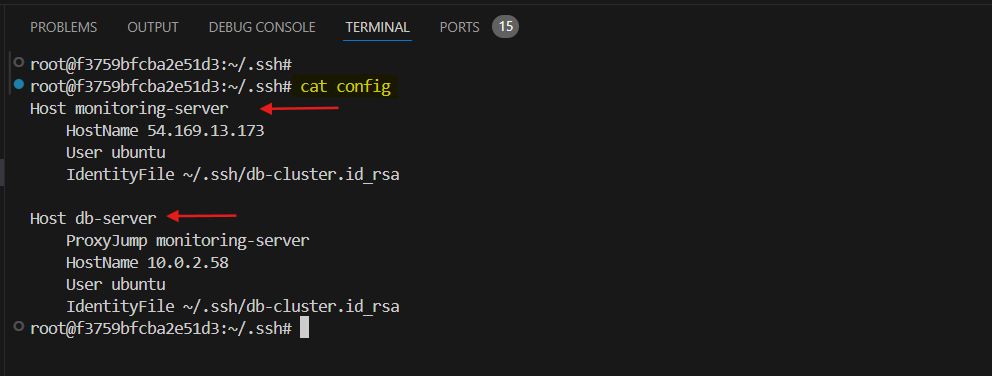 PROBLEMS OUTPUT DEBUG CONSOLE TERMINAL PORTS 15
root@f3759bfcba2e51d3:~/.ssh#
root@f3759bfcba2e51d3:~/.ssh# cat config
Host monitoring-server
    HostName 54.169.13.173
    User ubuntu
    IdentityFile ~/.ssh/db-cluster.id_rsa

Host db-server
    ProxyJump monitoring-server
    HostName 10.0.2.58
    User ubuntu
    IdentityFile ~/.ssh/db-cluster.id_rsa
root@f3759bfcba2e51d3:~/.ssh#